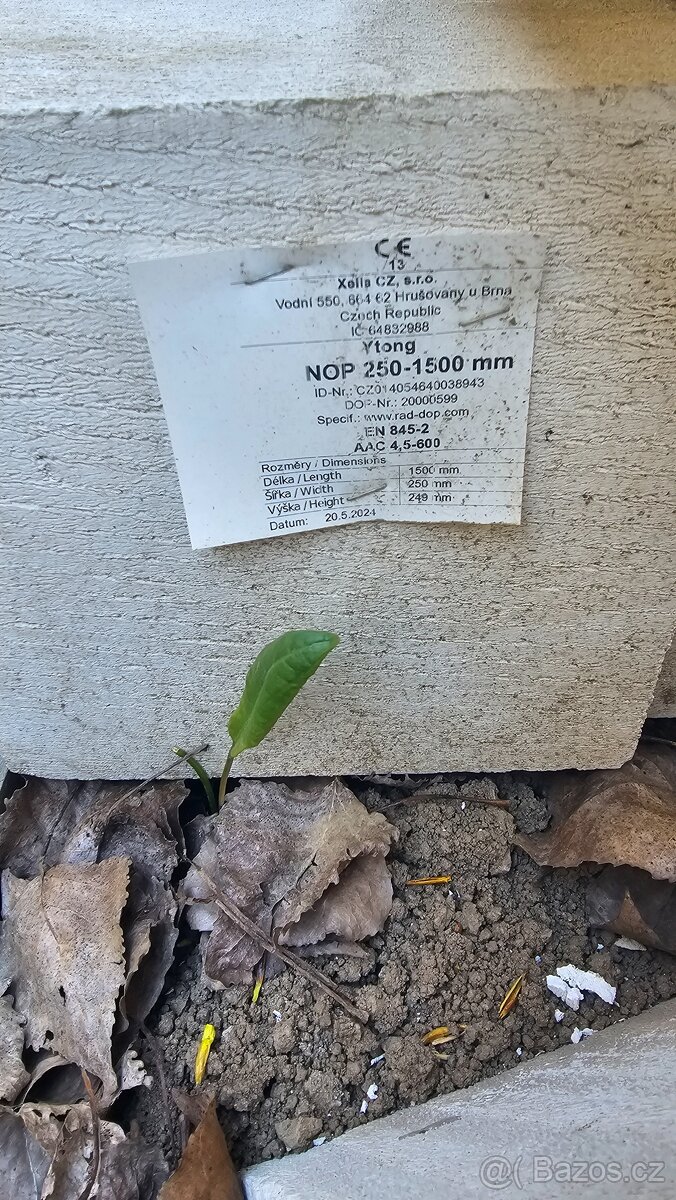 CE
13
Xella CZ, s.r.o.
Vodní 550, 664 62 Hrušovany u Brna
Czech Republic
IČ 64832988
Ytong
NOP 250-1500 mm
ID-Nr.: CZ014054640038943
DOP-Nr.: 20000599
Specif.: www.rad-dop.com
EN 845-2
AAC 4,5-600
Rozměry / Dimensions
Délka / Length 1500 mm
Šířka / Width 250 mm
Výška / Height 249 mm
Datum: 20.5.2024
@( Bazos.cz